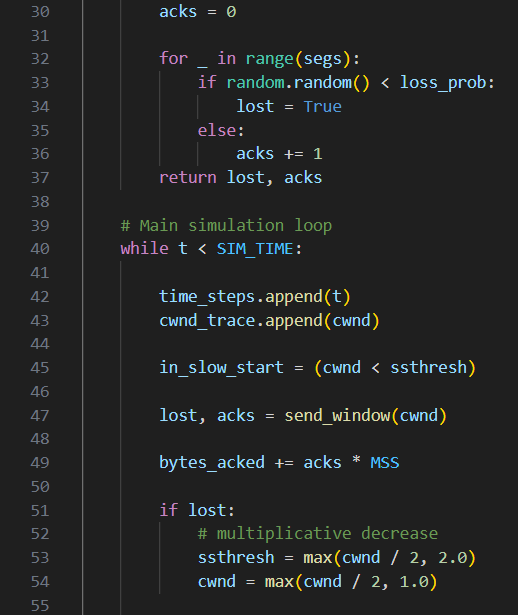 30 acks = 0
31
32 for _ in range(segs):
33 if random.random() < loss_prob:
34 lost = True
35 else:
36 acks += 1
37 return lost, acks
38
39 # Main simulation loop
40 while t < SIM_TIME:
41
42 time_steps.append(t)
43 cwnd_trace.append(cwnd)
44
45 in_slow_start = (cwnd < ssthresh)
46
47 lost, acks = send_window(cwnd)
48
49 bytes_acked += acks * MSS
50
51 if lost:
52 # multiplicative decrease
53 ssthresh = max(cwnd / 2, 2.0)
54 cwnd = max(cwnd / 2, 1.0)
55